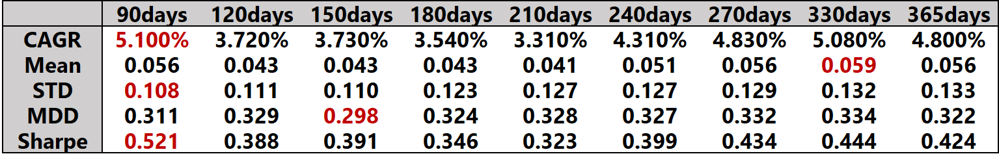 90days 120days 150days 180days 210days 240days 270days 330days 365days
CAGR 5.100% 3.720% 3.730% 3.540% 3.310% 4.310% 4.830% 5.080% 4.800%
Mean 0.056 0.043 0.043 0.043 0.041 0.051 0.056 0.059 0.056
STD 0.108 0.111 0.110 0.123 0.127 0.127 0.129 0.132 0.133
MDD 0.311 0.329 0.298 0.324 0.328 0.327 0.332 0.334 0.322
Sharpe 0.521 0.388 0.391 0.346 0.323 0.399 0.434 0.444 0.424